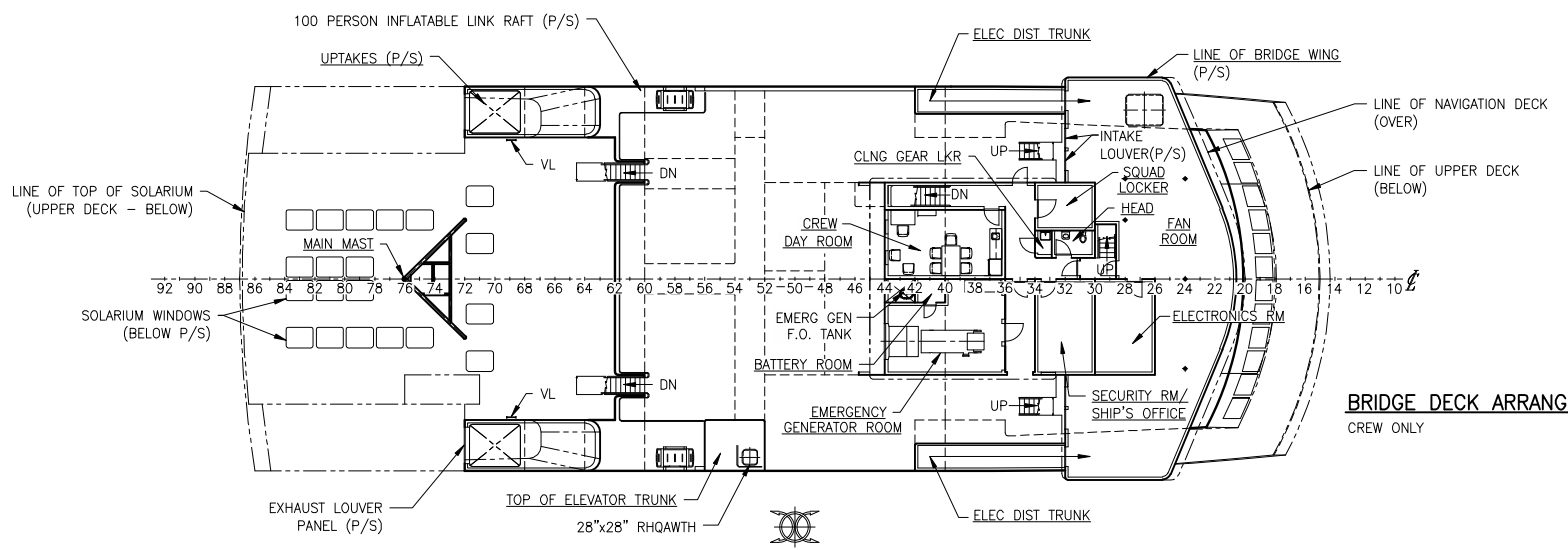 100 PERSON INFLATABLE LINK RAFT (P/S)
UPTAKES (P/S)
ELEC DIST TRUNK
LINE OF BRIDGE WING
(P/S)
LINE OF NAVIGATION DECK
(OVER)
INTAKE
LOUVER(P/S)
UP
CLNG GEAR LKR
SQUAD
LOCKER
LINE OF UPPER DECK
(BELOW)
VL
DN
DN
LINE OF TOP OF SOLARIUM
(UPPER DECK – BELOW)
HEAD
CREW
DAY ROOM
FAN
ROOM
MAIN MAST
UP
92 90 88 86 84 82 80 78 76 74 72 70 68 66 64 62 60 58 56 54 52 50 48 46 44 42 40 38 36 34 32 30 28 26 24 22 20 18 16 14 12 10 ℄
SOLARIUM WINDOWS
(BELOW P/S)
EMERG GEN
F.O. TANK
ELECTRONICS RM
BATTERY ROOM
DN
VL
UP
SECURITY RM/
SHIP'S OFFICE
EMERGENCY
GENERATOR ROOM
BRIDGE DECK ARRANG
CREW ONLY
EXHAUST LOUVER
PANEL (P/S)
TOP OF ELEVATOR TRUNK
28"x28" RHQAWTH
ELEC DIST TRUNK